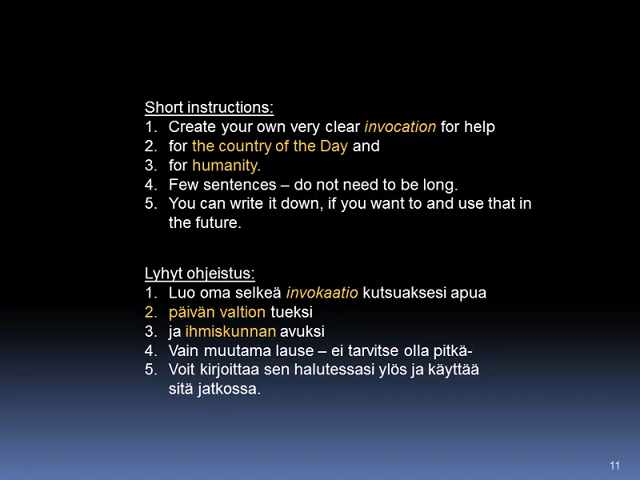 Short instructions:
1. Create your own very clear invocation for help
2. for the country of the Day and
3. for humanity.
4. Few sentences – do not need to be long.
5. You can write it down, if you want to and use that in
the future.
Lyhyt ohjeistus:
1. Luo oma selkeä invokaatio kutsuaksesi apua
2. päivän valtion tueksi
3. ja ihmiskunnan avuksi
4. Vain muutama lause – ei tarvitse olla pitkä-
5. Voit kirjoittaa sen halutessasi ylös ja käyttää
sitä jatkossa.
11